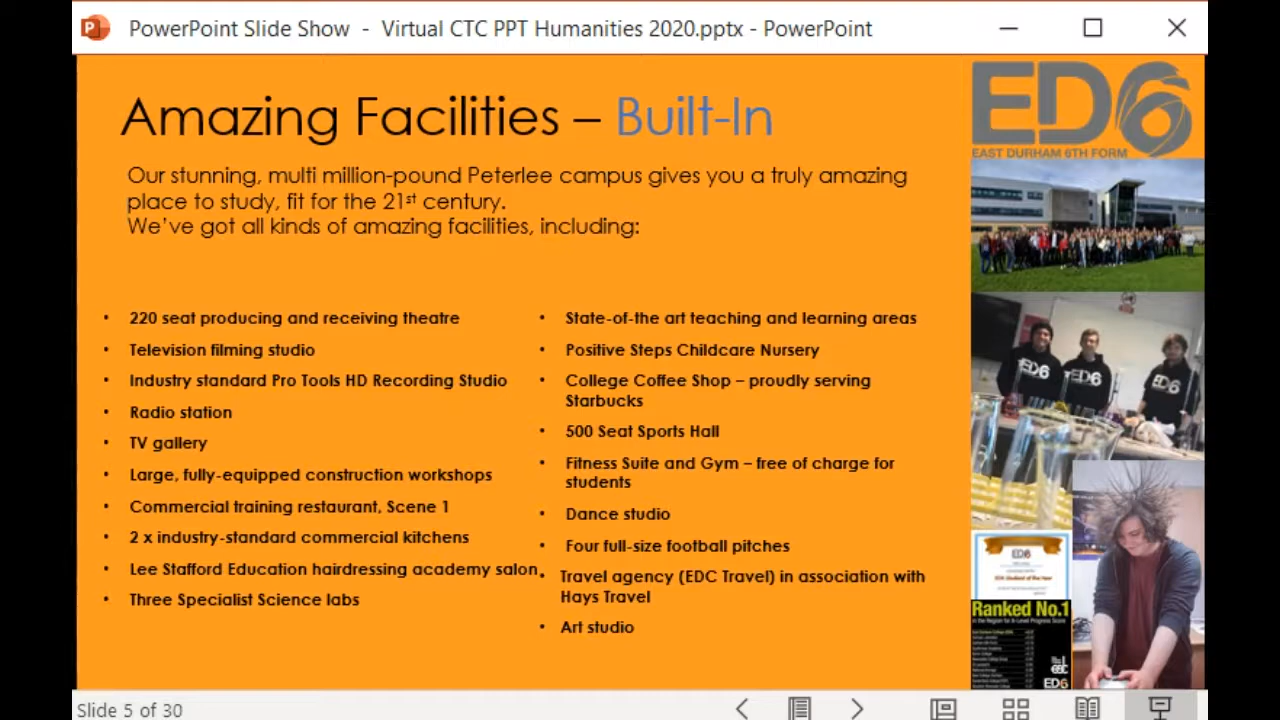 PowerPoint Slide Show - Virtual CTC PPT Humanities 2020.pptx - PowerPoint
Amazing Facilities – Built-In
Our stunning, multi million-pound Peterlee campus gives you a truly amazing
place to study, fit for the 21st century.
We've got all kinds of amazing facilities, including:
• 220 seat producing and receiving theatre
• Television filming studio
• Industry standard Pro Tools HD Recording Studio
• Radio station
• TV gallery
• Large, fully-equipped construction workshops
• Commercial training restaurant, Scene 1
• 2 x industry-standard commercial kitchens
• Lee Stafford Education hairdressing academy salon
• Three Specialist Science labs
• State-of-the art teaching and learning areas
• Positive Steps Childcare Nursery
• College Coffee Shop – proudly serving
Starbucks
• 500 Seat Sports Hall
• Fitness Suite and Gym – free of charge for
students
• Dance studio
• Four full-size football pitches
• Travel agency (EDC Travel) in association with
Hays Travel
• Art studio
ED6
EAST DURHAM 6TH FORM
ED6
ED6
ED6
ED6
Ranked No.1
in the Region for A-Level Progress Score
ED6
Slide 5 of 30